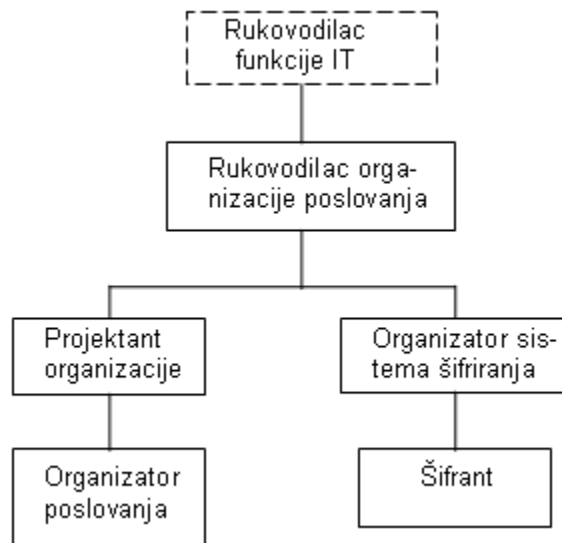 Rukovodilac
funkcije IT
Rukovodilac orga-
nizacije poslovanja
Projektant
organizacije
Organizator sis-
tema šifriranja
Organizator
poslovanja
Šifrant